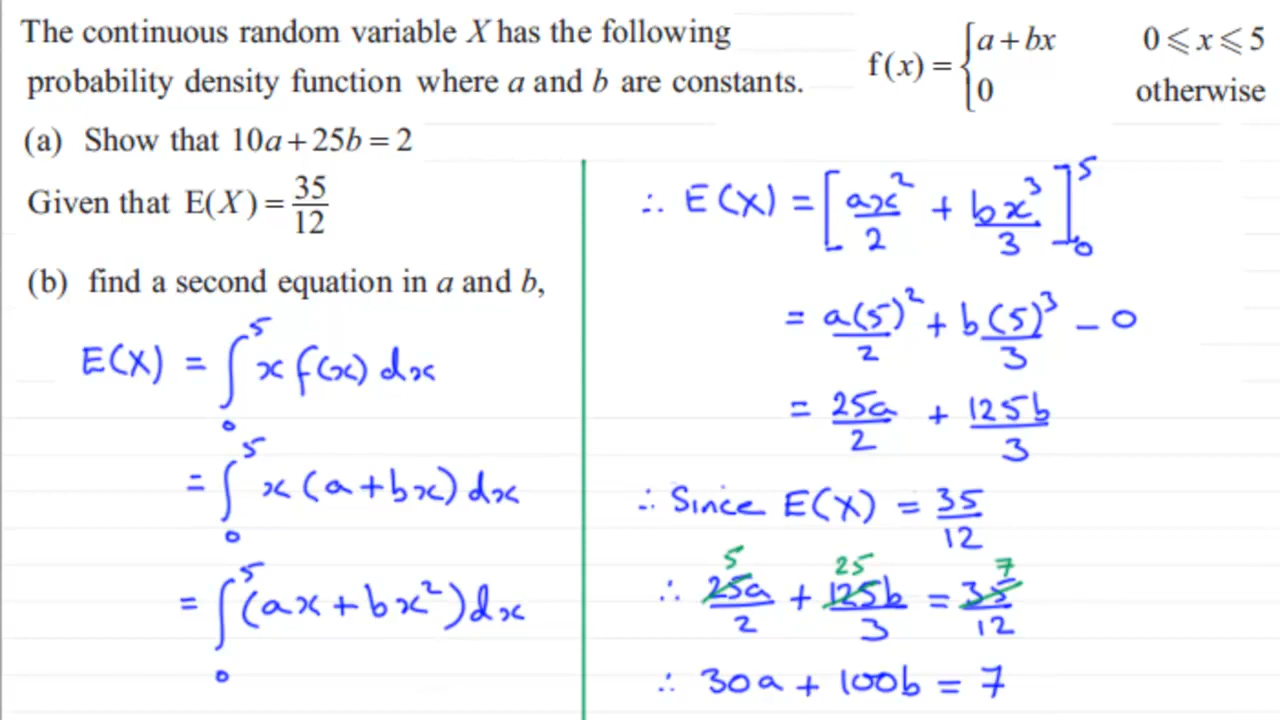 The continuous random variable X has the following
probability density function where a and b are constants.
f(x) = { a + bx 0 ⩽ x ⩽ 5
0 otherwise
(a) Show that 10a + 25b = 2
Given that E(X) = 35/12
(b) find a second equation in a and b,
E(X) = ∫₀⁵ x f(x) dx
= ∫₀⁵ x (a + bx) dx
= ∫₀⁵ (ax + bx²) dx
∴ E(X) = [ax²/2 + bx³/3]₀⁵
= a(5)²/2 + b(5)³/3 − 0
= 25a/2 + 125b/3
∴ Since E(X) = 35/12
5 25 7
∴ 25a/2 + 125b/3 = 35/12
∴ 30a + 100b = 7